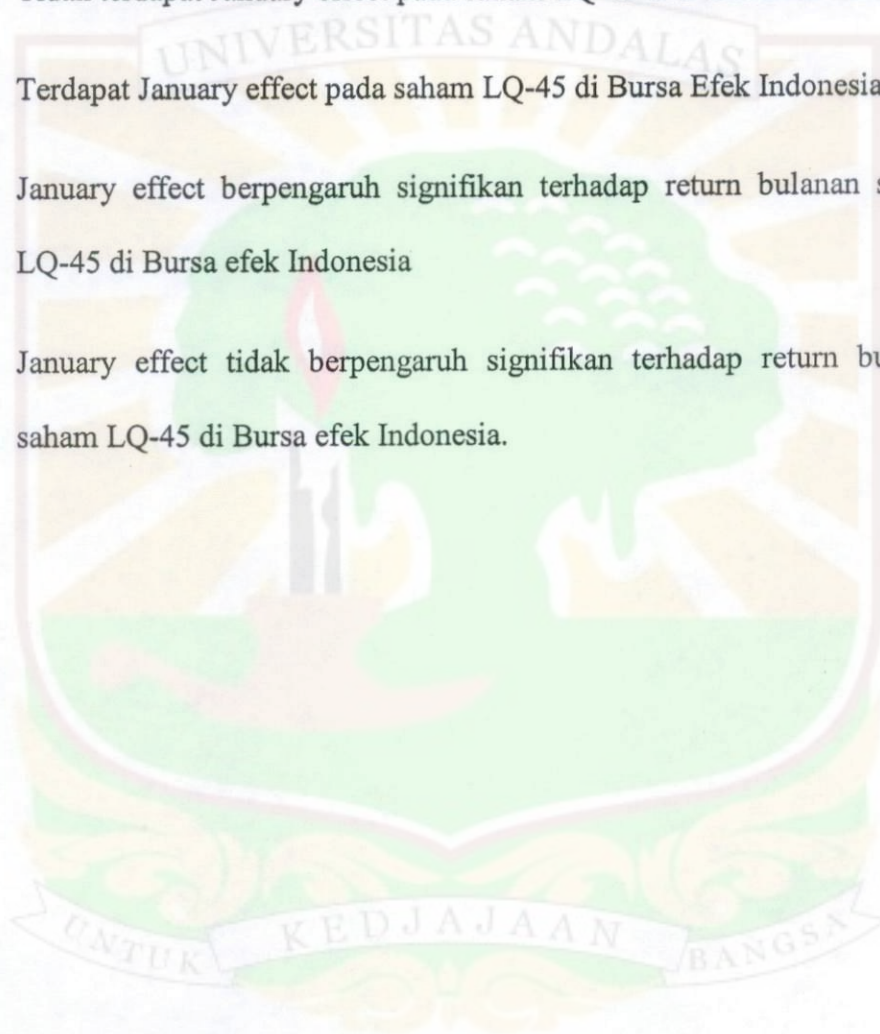 UNIVERSITAS ANDALAS
Terdapat January effect pada saham LQ-45 di Bursa Efek Indonesia
January effect berpengaruh signifikan terhadap return bulanan
LQ-45 di Bursa efek Indonesia
January effect tidak berpengaruh signifikan terhadap return
saham LQ-45 di Bursa efek Indonesia.
UNTUK KEDJAJAAN BANGSA